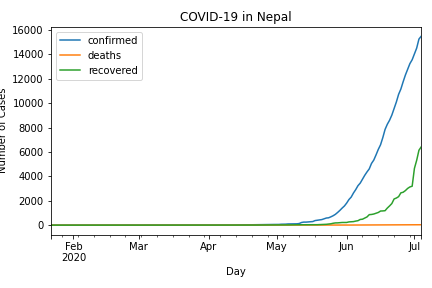 COVID-19 in Nepal
confirmed
deaths
recovered
16000
14000
12000
10000
8000
6000
4000
2000
0
Number of Cases
Feb
2020
Mar
Apr
May
Jun
Jul
Day